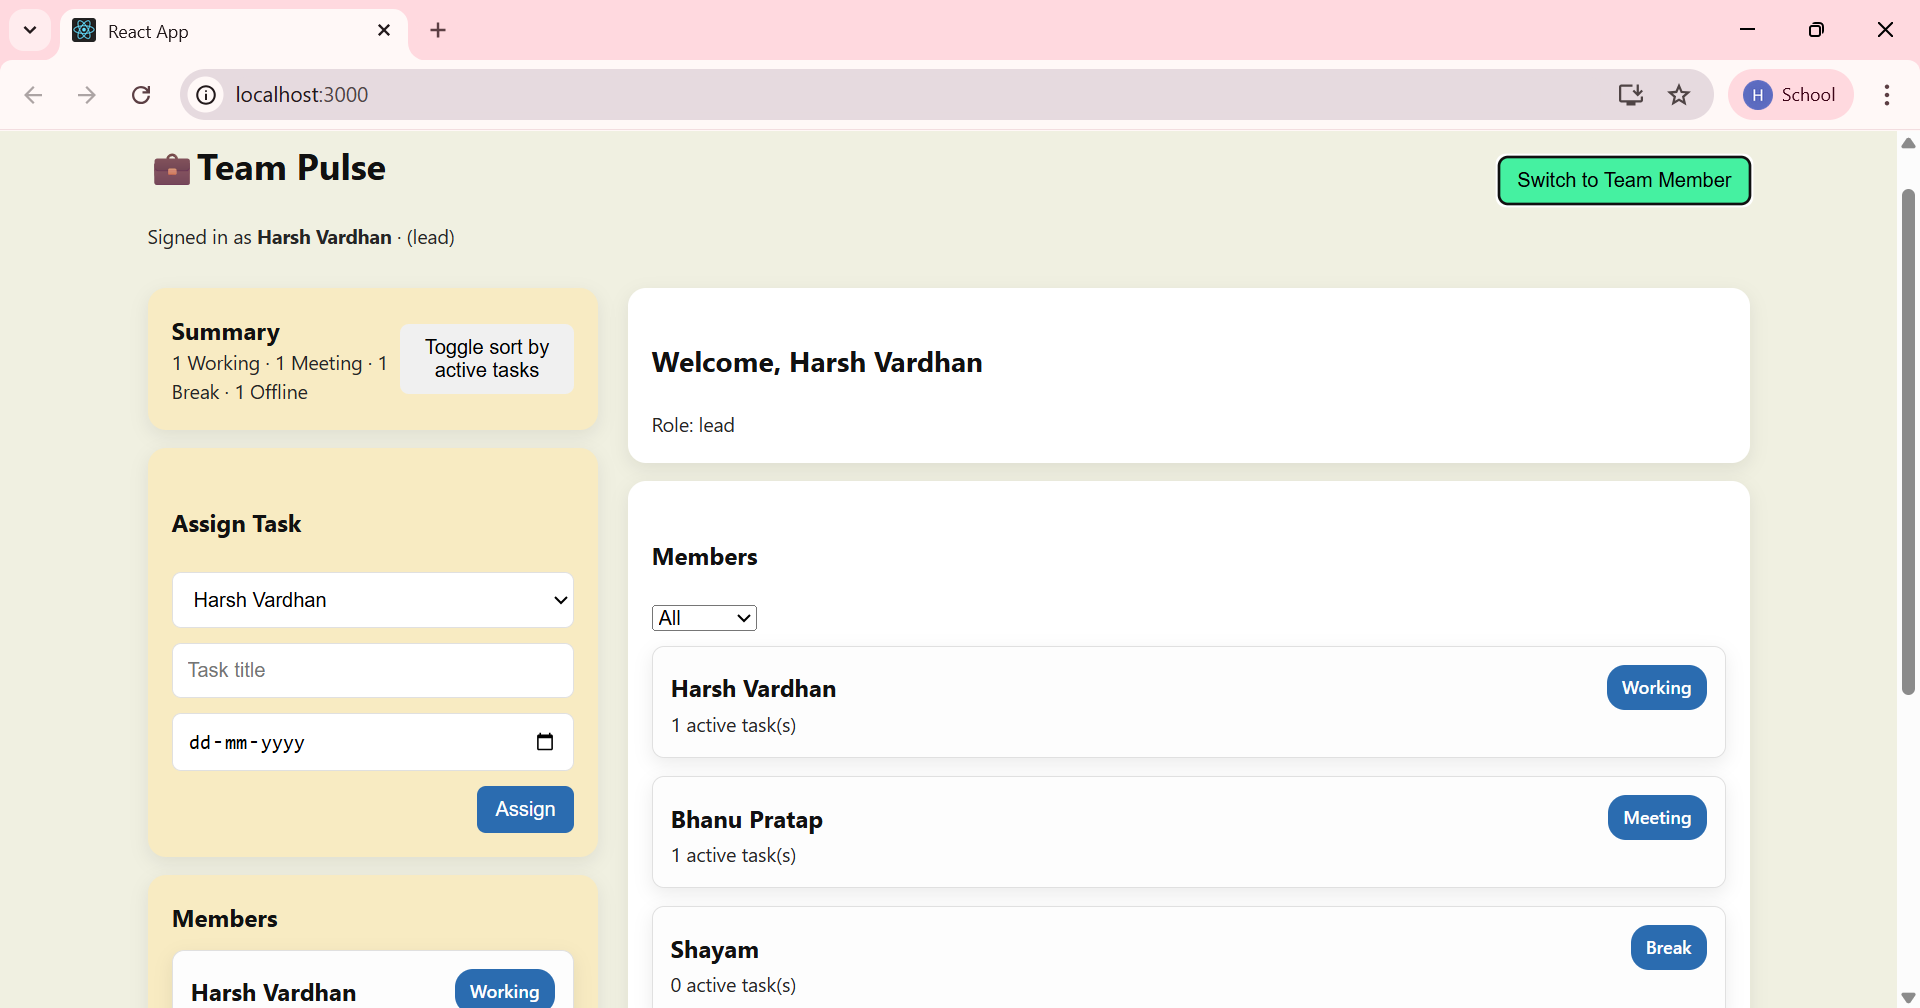 React App
localhost:3000
H School
Team Pulse
Switch to Team Member
Signed in as Harsh Vardhan · (lead)
Summary
1 Working · 1 Meeting · 1
Break · 1 Offline
Toggle sort by
active tasks
Assign Task
Harsh Vardhan
Task title
dd-mm-yyyy
Assign
Members
Harsh Vardhan
Working
Welcome, Harsh Vardhan
Role: lead
Members
All
Harsh Vardhan
Working
1 active task(s)
Bhanu Pratap
Meeting
1 active task(s)
Shayam
Break
0 active task(s)